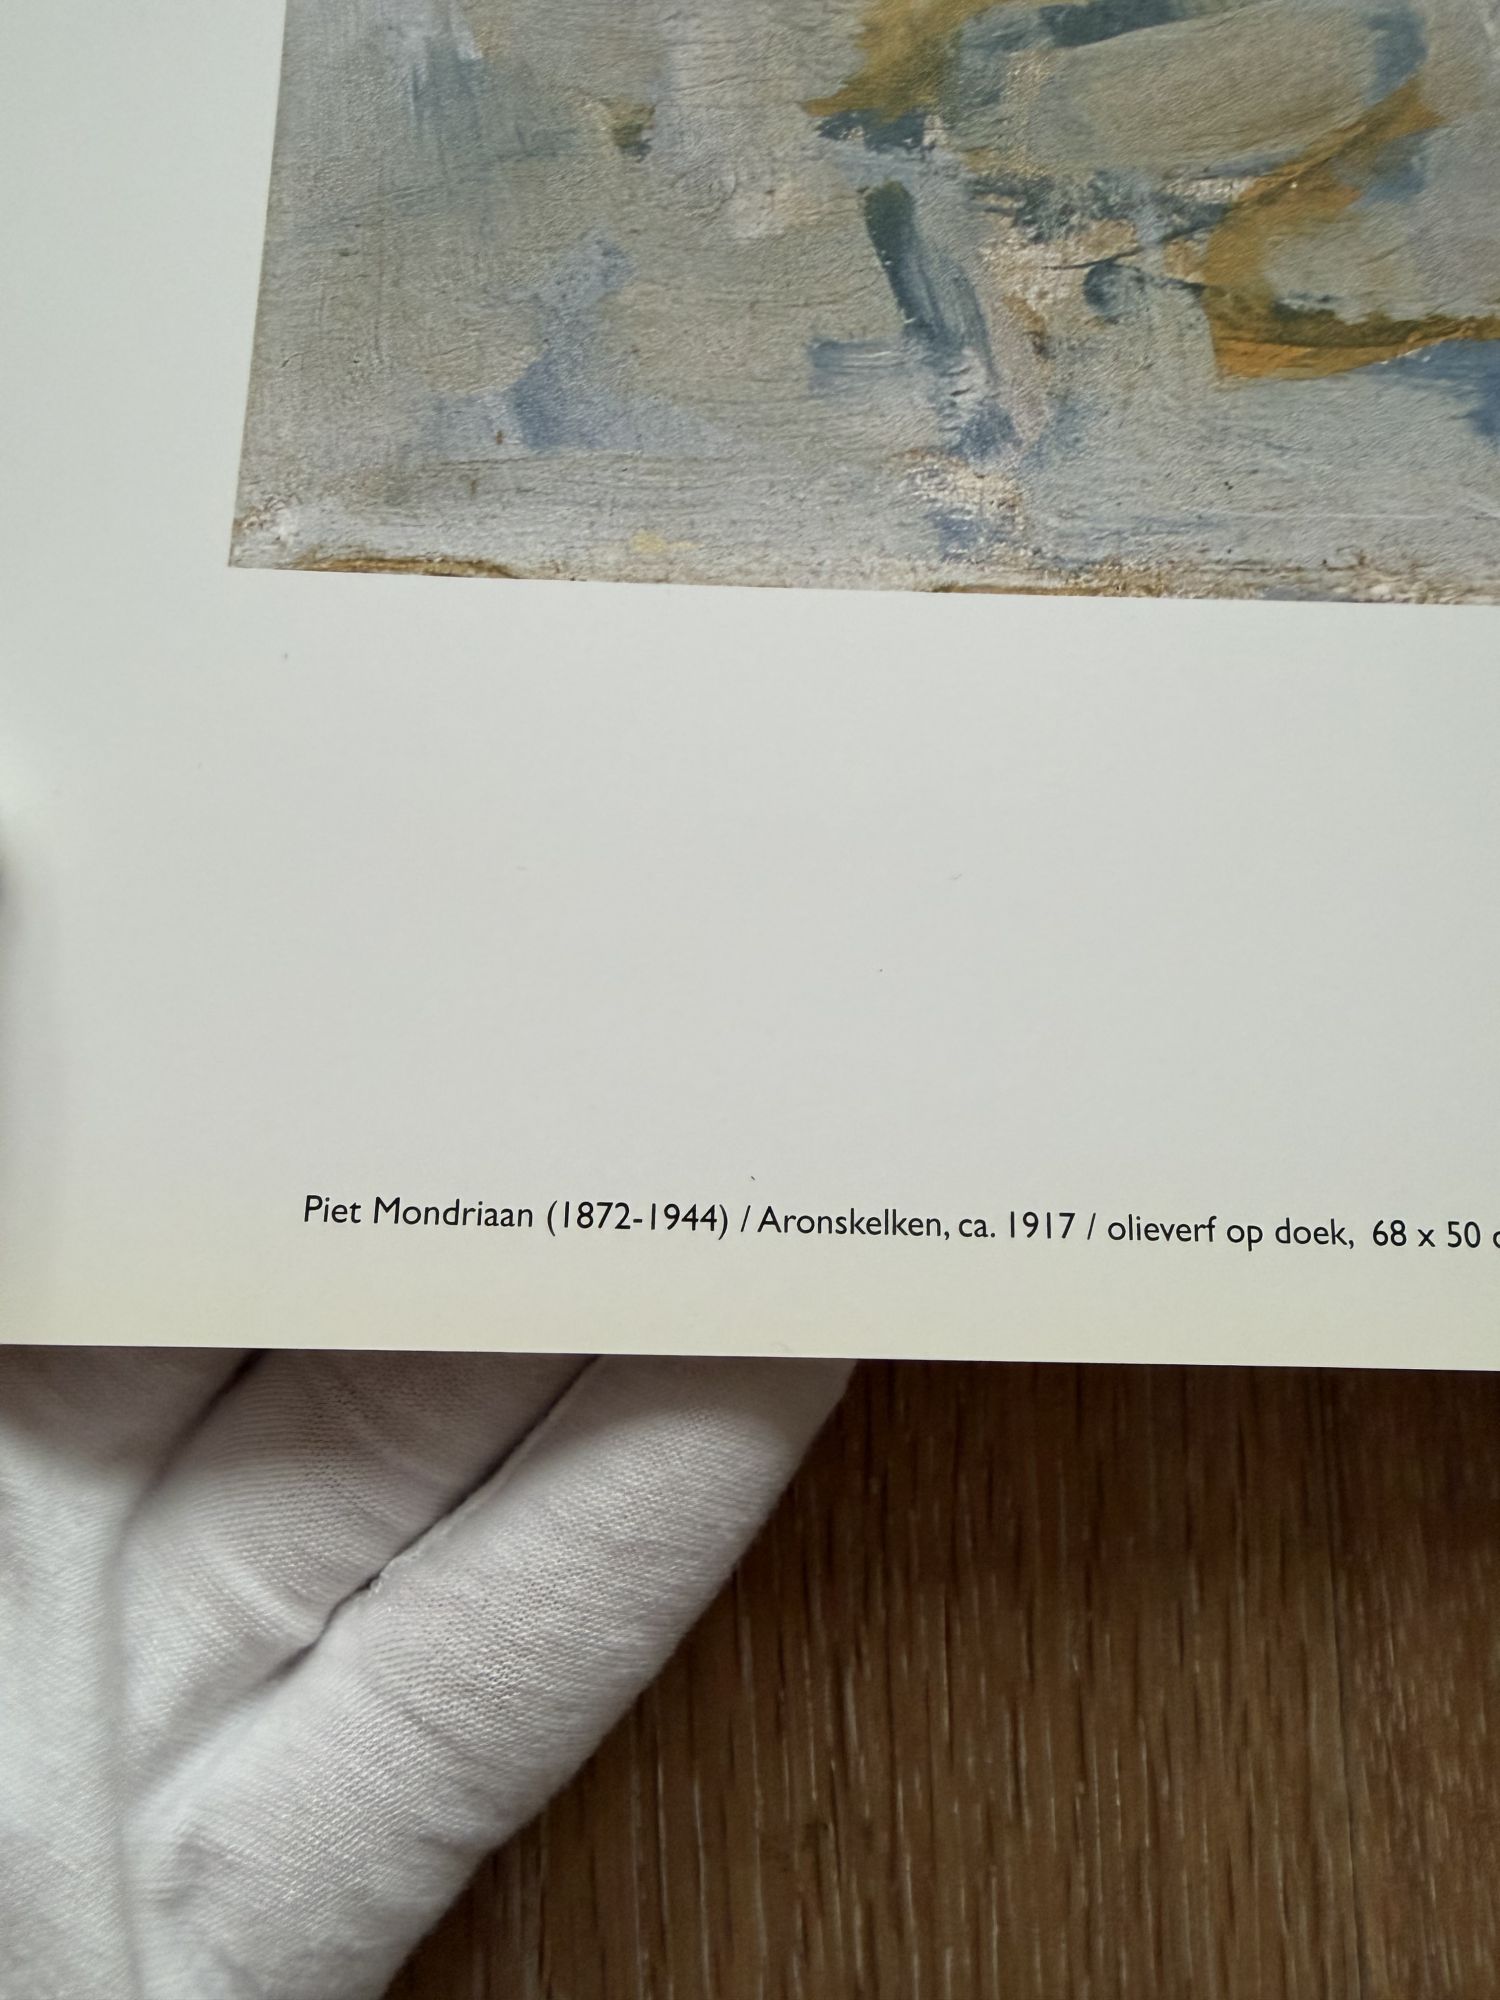 Piet Mondriaan (1872-1944) / Aronskelken, ca. 1917 / olieverf op doek, 68 x 50